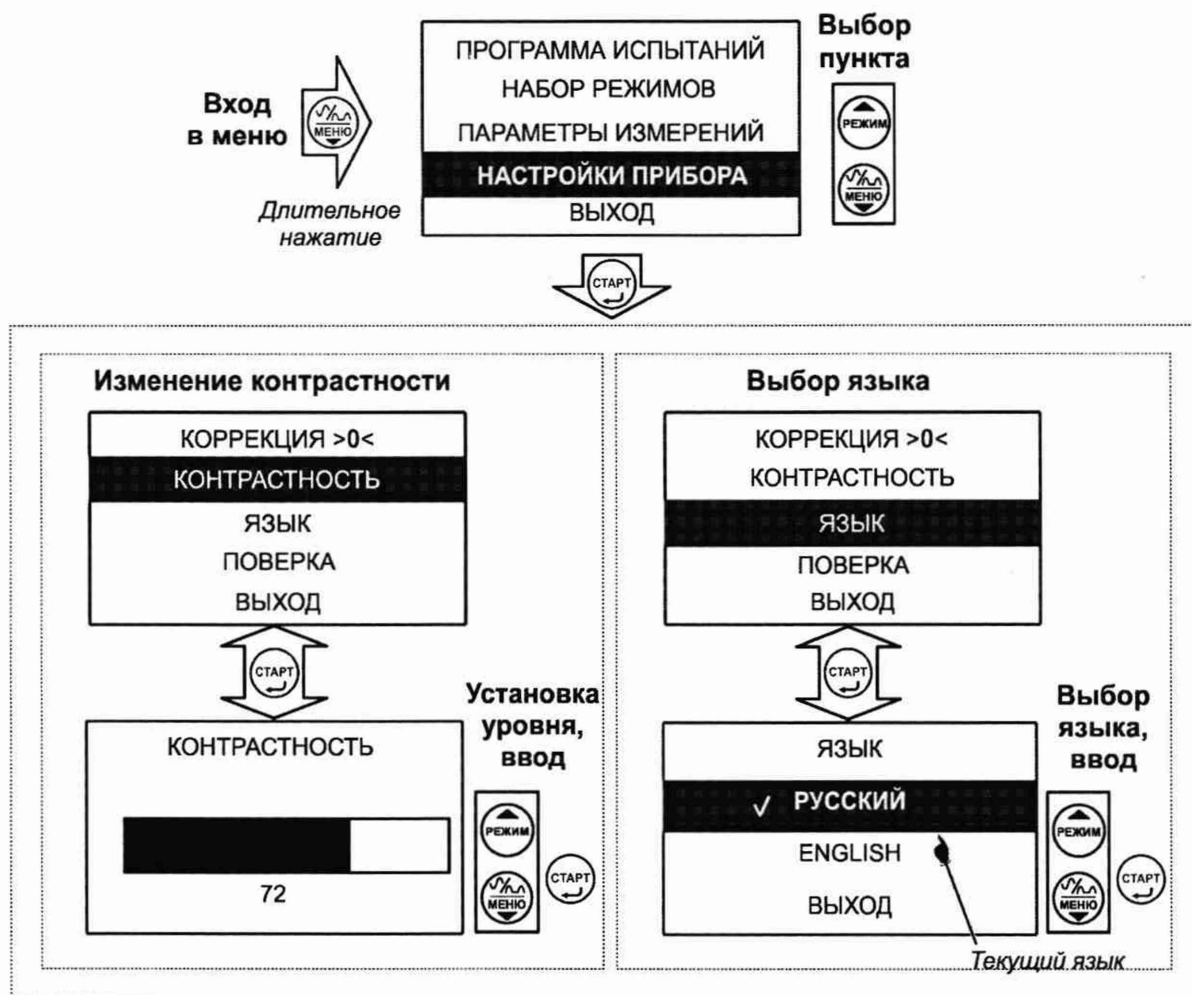 Вход
в меню
МЕНЮ
Длительное
нажатие
ПРОГРАММА ИСПЫТАНИЙ
НАБОР РЕЖИМОВ
ПАРАМЕТРЫ ИЗМЕРЕНИЙ
НАСТРОЙКИ ПРИБОРА
ВЫХОД
Выбор
пункта
РЕЖИМ
МЕНЮ
СТАРТ
Изменение контрастности
КОРРЕКЦИЯ >0<
КОНТРАСТНОСТЬ
ЯЗЫК
ПОВЕРКА
ВЫХОД
СТАРТ
КОНТРАСТНОСТЬ
72
Установка
уровня,
ввод
РЕЖИМ
МЕНЮ
СТАРТ
Выбор языка
КОРРЕКЦИЯ >0<
КОНТРАСТНОСТЬ
ЯЗЫК
ПОВЕРКА
ВЫХОД
СТАРТ
ЯЗЫК
✓ РУССКИЙ
ENGLISH
ВЫХОД
Выбор
языка,
ввод
РЕЖИМ
МЕНЮ
СТАРТ
Текущий язык